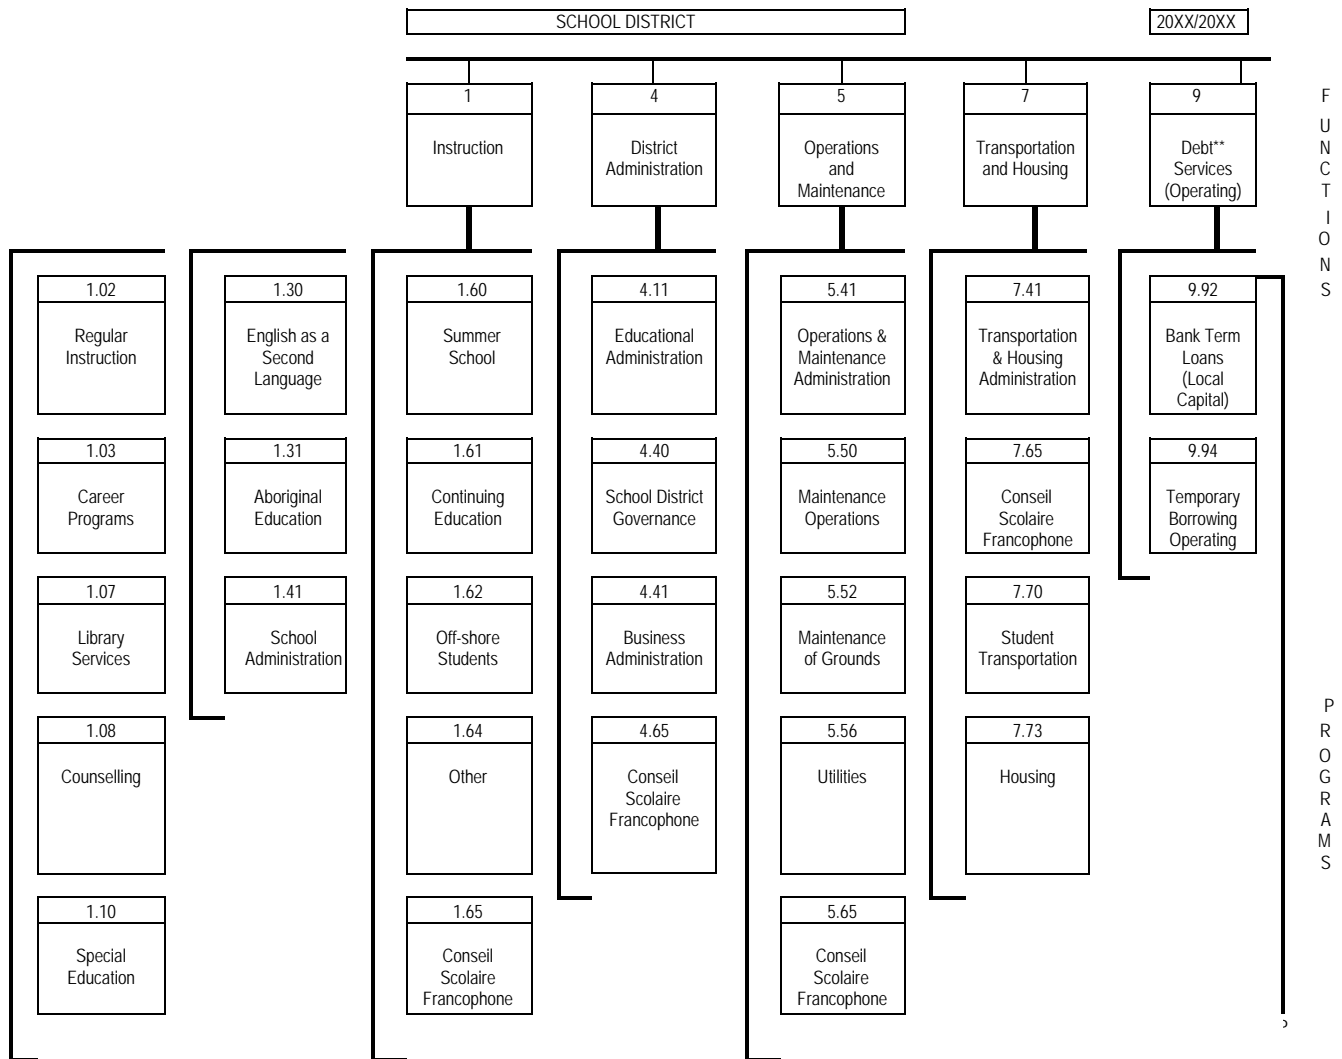 SCHOOL DISTRICT
20XX/20XX
1
Instruction
4
District
Administration
5
Operations
and
Maintenance
7
Transportation
and Housing
9
Debt**
Services
(Operating)
F
U
N
C
T
I
O
N
S
1.02
Regular
Instruction
1.03
Career
Programs
1.07
Library
Services
1.08
Counselling
1.10
Special
Education
1.30
English as a
Second
Language
1.31
Aboriginal
Education
1.41
School
Administration
1.60
Summer
School
1.61
Continuing
Education
1.62
Off-shore
Students
1.64
Other
1.65
Conseil
Scolaire
Francophone
4.11
Educational
Administration
4.40
School District
Governance
4.41
Business
Administration
4.65
Conseil
Scolaire
Francophone
5.41
Operations &
Maintenance
Administration
5.50
Maintenance
Operations
5.52
Maintenance
of Grounds
5.56
Utilities
5.65
Conseil
Scolaire
Francophone
7.41
Transportation
& Housing
Administration
7.65
Conseil
Scolaire
Francophone
7.70
Student
Transportation
7.73
Housing
9.92
Bank Term
Loans
(Local
Capital)
9.94
Temporary
Borrowing
Operating
P
R
O
G
R
A
M
S